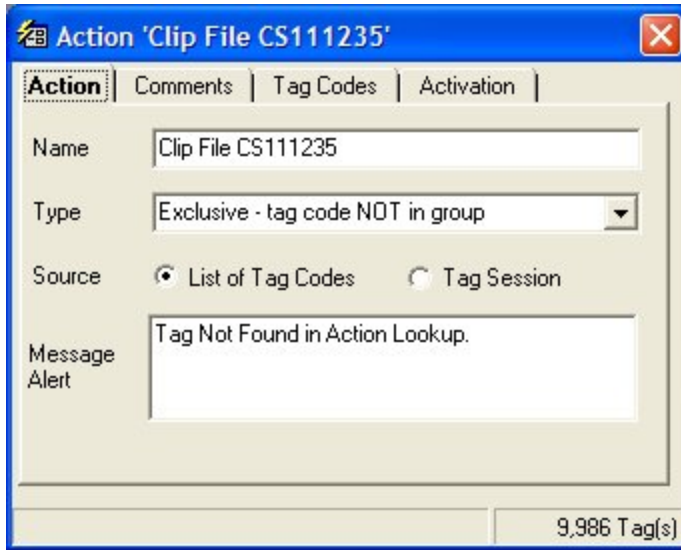 Action 'Clip File CS111235'
Action Comments Tag Codes Activation
Name Clip File CS111235
Type Exclusive - tag code NOT in group
Source List of Tag Codes Tag Session
Message Alert
Tag Not Found in Action Lookup.
9,986 Tag(s)